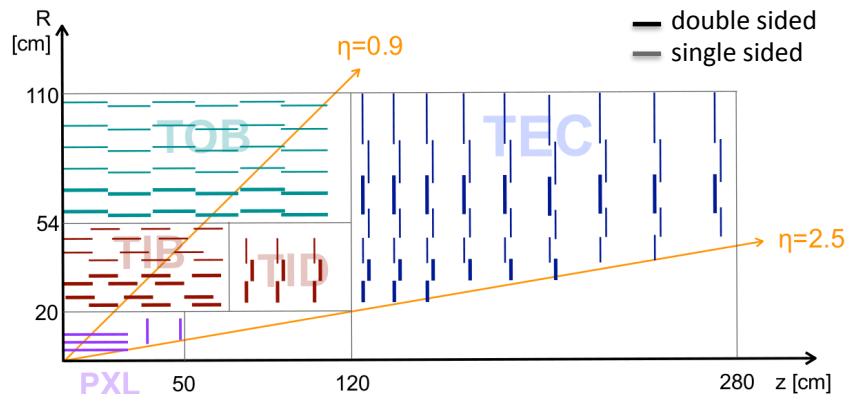 R
[cm]
double sided
single sided
η=0.9
110
TOB
TEC
54
TIB
TID
η=2.5
20
PXL
50
120
280
z [cm]